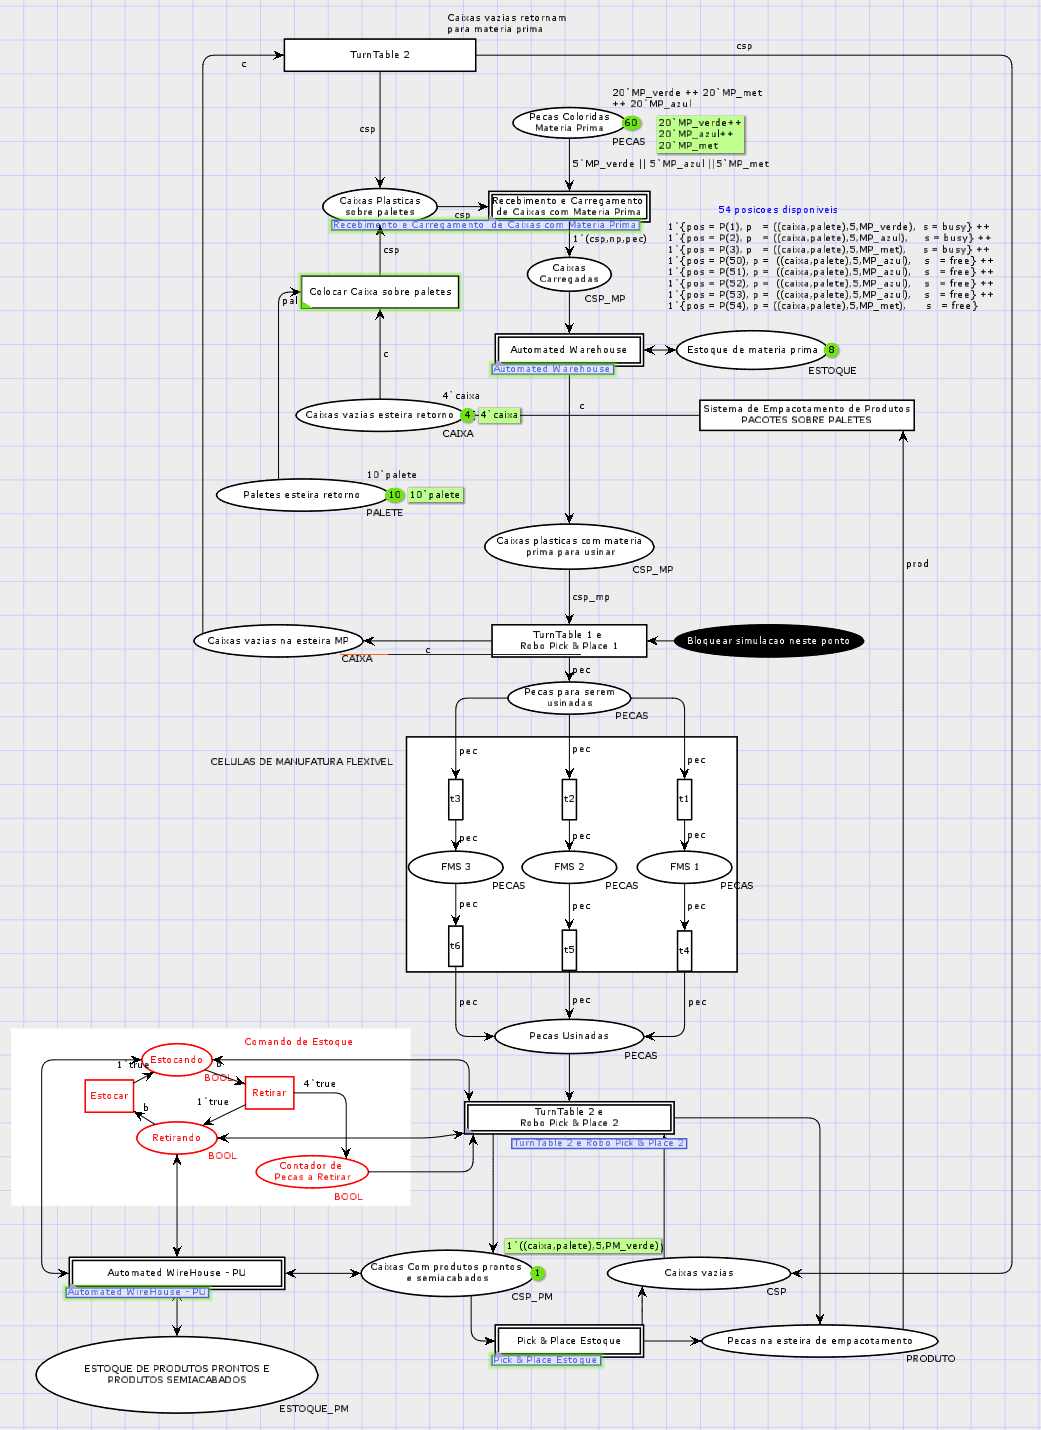 Caixas vazias retornam
para materia prima
TurnTable 2
csp
c
csp
20`MP_verde ++ 20`MP_met
++ 20`MP_azul
Pecas Coloridas
Materia Prima
60
20`MP_verde++
20`MP_azul++
20`MP_met
PECAS
5`MP_verde || 5`MP_azul ||5`MP_met
Caixas Plasticas
sobre paletes
csp
Recebimento e Carregamento
de Caixas com Materia Prima
Recebimento e Carregamento de Caixas com Materia Prima
54 posicoes disponiveis
1`{pos = P(1), p = ((caixa,palete),5,MP_verde), s = busy} ++
1`{pos = P(2), p = ((caixa,palete),5,MP_azul), s = busy} ++
1`{pos = P(3), p = ((caixa,palete),5,MP_met), s = busy} ++
1`{pos = P(50), p = ((caixa,palete),5,MP_azul), s = free} ++
1`{pos = P(51), p = ((caixa,palete),5,MP_azul), s = free} ++
1`{pos = P(52), p = ((caixa,palete),5,MP_azul), s = free} ++
1`{pos = P(53), p = ((caixa,palete),5,MP_azul), s = free} ++
1`{pos = P(54), p = ((caixa,palete),5,MP_met), s = free}
1`(csp,np,pec)
csp
Caixas
Carregadas
CSP_MP
Colocar Caixa sobre paletes
pal
Automated Warehouse
Automated Warehouse
Estoque de materia prima
8
ESTOQUE
c
4`caixa
Caixas vazias esteira retorno
4
4`caixa
CAIXA
c
Sistema de Empacotamento de Produtos
PACOTES SOBRE PALETES
10`palete
Paletes esteira retorno
10
10`palete
PALETE
Caixas plasticas com materia
prima para usinar
CSP_MP
prod
csp_mp
Caixas vazias na esteira MP
CAIXA
c
TurnTable 1 e
Robo Pick & Place 1
Bloquear simulacao neste ponto
pec
Pecas para serem
usinadas
PECAS
CELULAS DE MANUFATURA FLEXIVEL
pec
pec
pec
t3
t2
t1
pec
pec
pec
FMS 3
FMS 2
FMS 1
PECAS
PECAS
PECAS
pec
pec
pec
t6
t5
t4
pec
pec
pec
Pecas Usinadas
PECAS
Comando de Estoque
Estocando
1`true
b
BOOL
Estocar
Retirar
4`true
b
1`true
Retirando
BOOL
Contador de
Pecas a Retirar
BOOL
TurnTable 2 e
Robo Pick & Place 2
TurnTable 2 e Robo Pick & Place 2
Automated WireHouse - PU
Automated WireHouse - PU
1`((caixa,palete),5,PM_verde))
Caixas Com produtos prontos
e semiacabados
1
CSP_PM
Caixas vazias
CSP
Pick & Place Estoque
Pick & Place Estoque
Pecas na esteira de empacotamento
PRODUTO
ESTOQUE DE PRODUTOS PRONTOS E
PRODUTOS SEMIACABADOS
ESTOQUE_PM